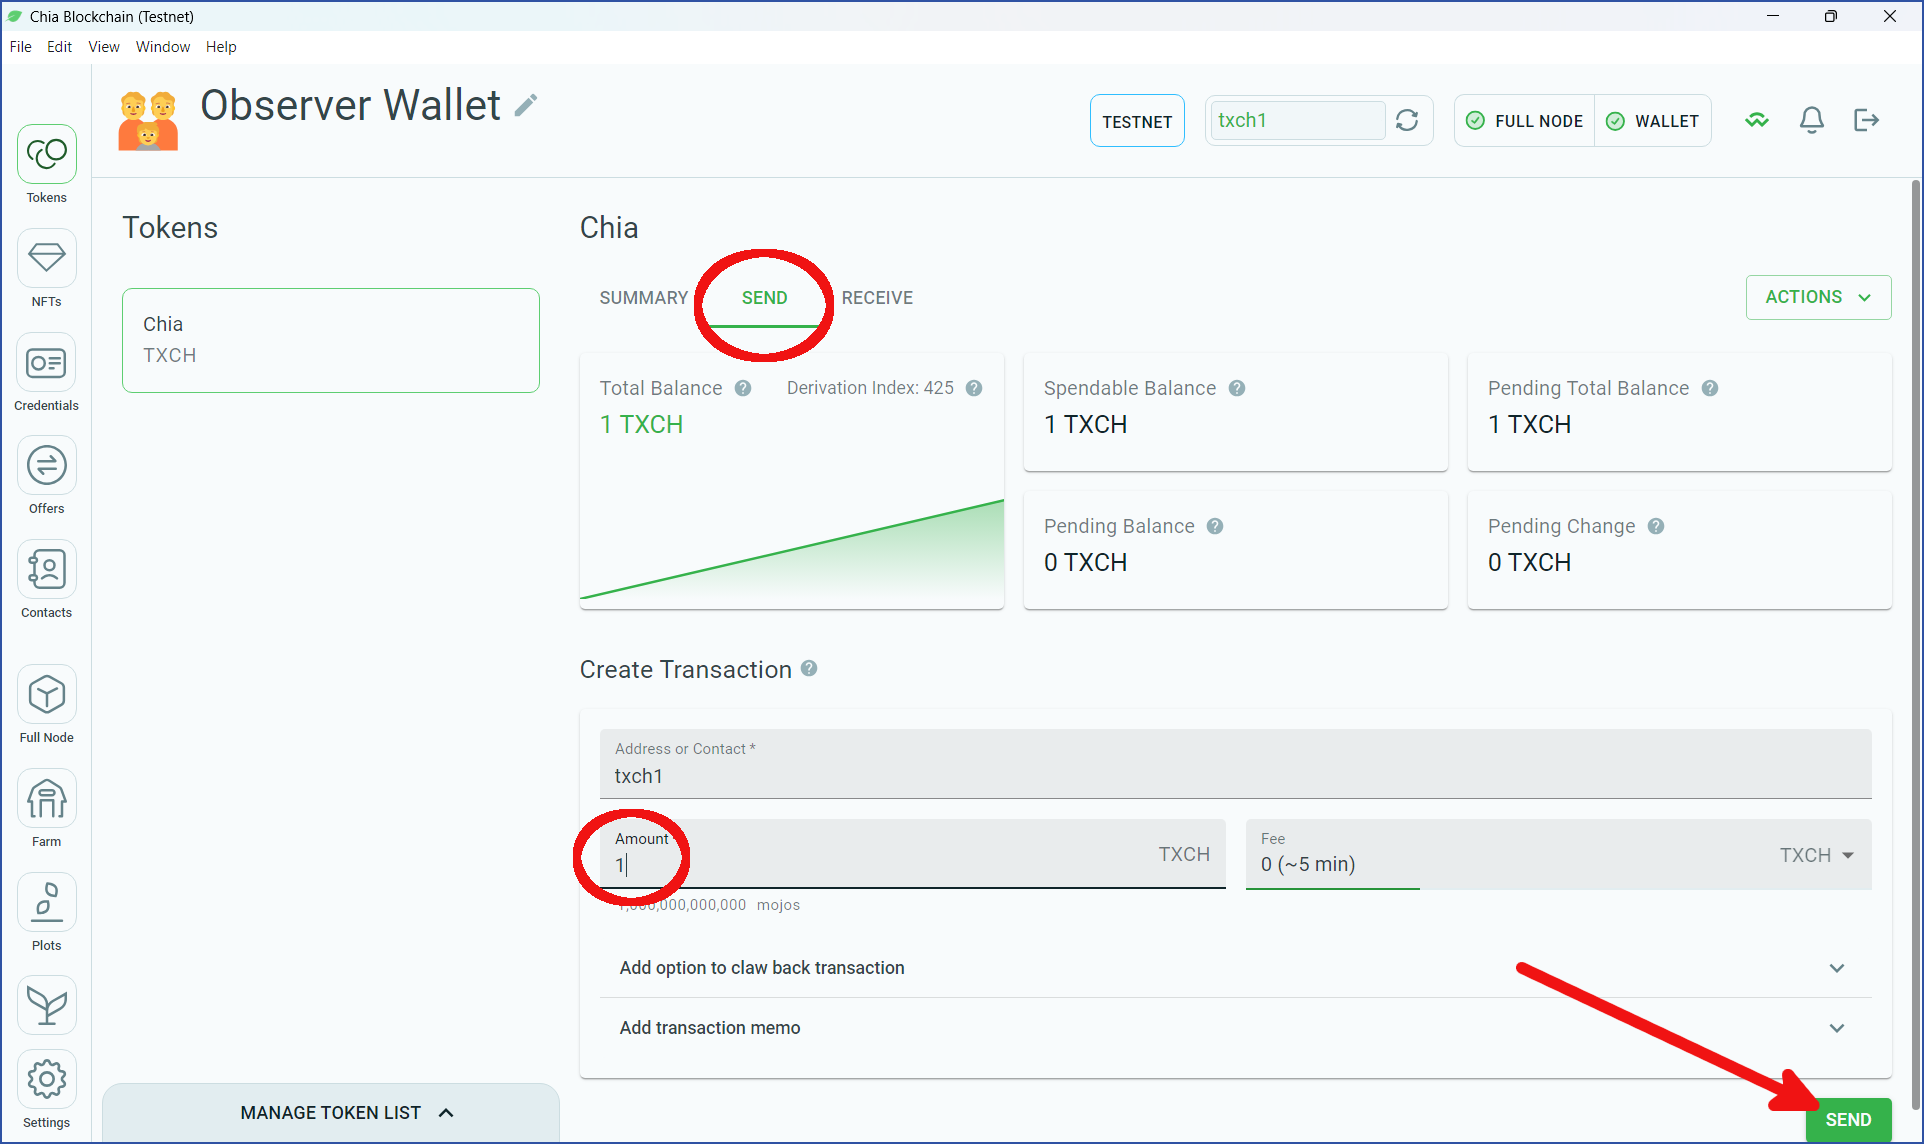 Chia Blockchain (Testnet)
File Edit View Window Help
Observer Wallet
TESTNET
txch1
FULL NODE
WALLET
Tokens
NFTs
Credentials
Offers
Contacts
Full Node
Farm
Plots
Settings
Tokens
Chia
TXCH
MANAGE TOKEN LIST
Chia
SUMMARY SEND RECEIVE
ACTIONS
Total Balance Derivation Index: 425
1 TXCH
Spendable Balance
1 TXCH
Pending Total Balance
1 TXCH
Pending Balance
0 TXCH
Pending Change
0 TXCH
Create Transaction
Address or Contact *
txch1
Amount
1
TXCH
Fee
0 (~5 min)
TXCH
1,000,000,000,000 mojos
Add option to claw back transaction
Add transaction memo
SEND